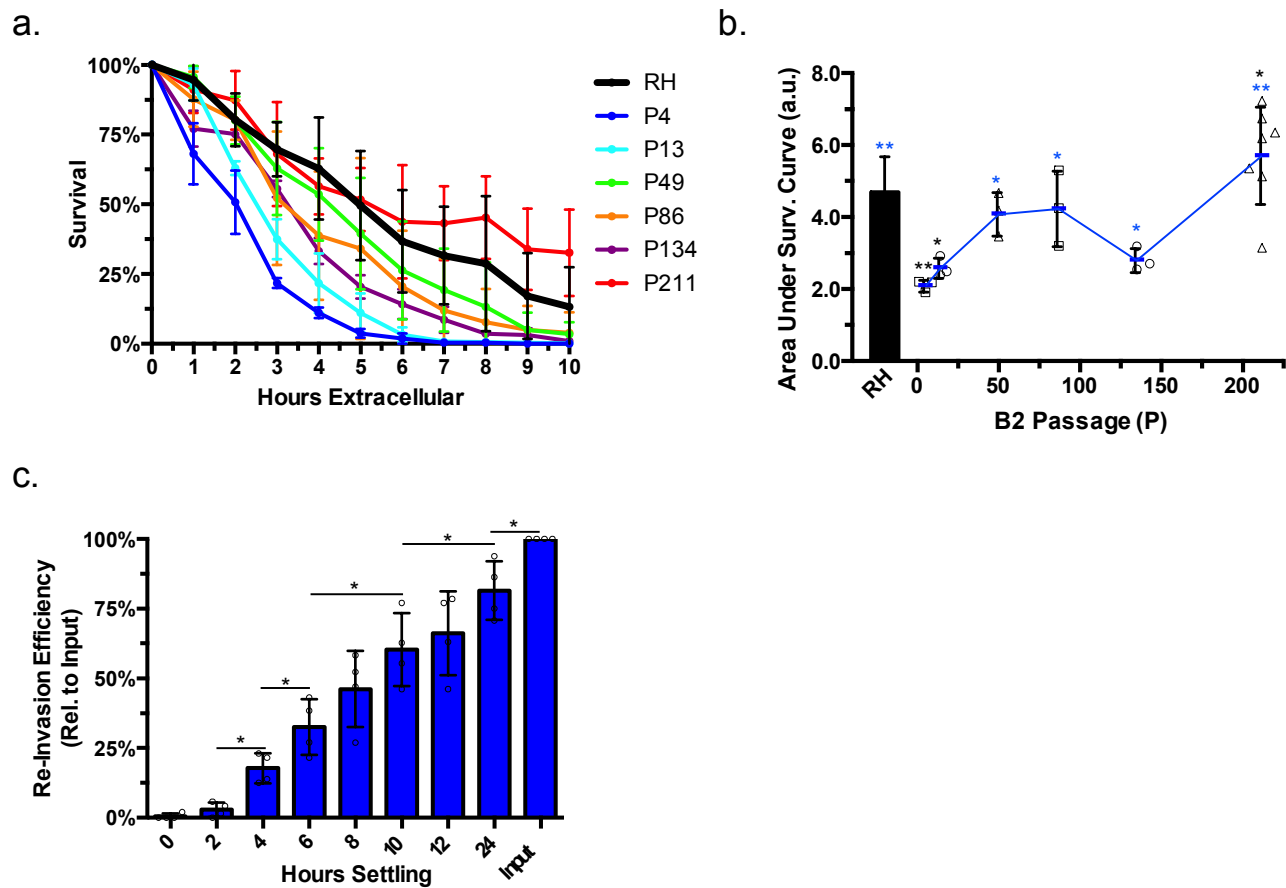 a.
100%
75%
50%
25%
0%
Survival
0 1 2 3 4 5 6 7 8 9 10
Hours Extracellular
RH
P4
P13
P49
P86
P134
P211
b.
8.0
6.0
4.0
2.0
0.0
Area Under Surv. Curve (a.u.)
**
**
*
*
*
*
*
**
RH
0 50 100 150 200
B2 Passage (P)
c.
100%
75%
50%
25%
0%
Re-Invasion Efficiency
(Rel. to Input)
*
*
*
*
*
0 2 4 6 8 10 12 24 Input
Hours Settling